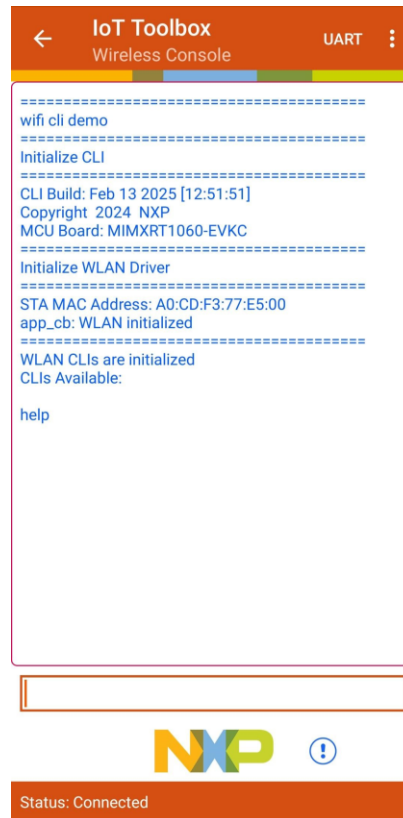 IoT Toolbox
Wireless Console
UART
========================================
wifi cli demo
========================================
Initialize CLI
========================================
CLI Build: Feb 13 2025 [12:51:51]
Copyright  2024  NXP
MCU Board: MIMXRT1060-EVKC
========================================
Initialize WLAN Driver
========================================
STA MAC Address: A0:CD:F3:77:E5:00
app_cb: WLAN initialized
========================================
WLAN CLIs are initialized
CLIs Available:
help
NXP
Status: Connected